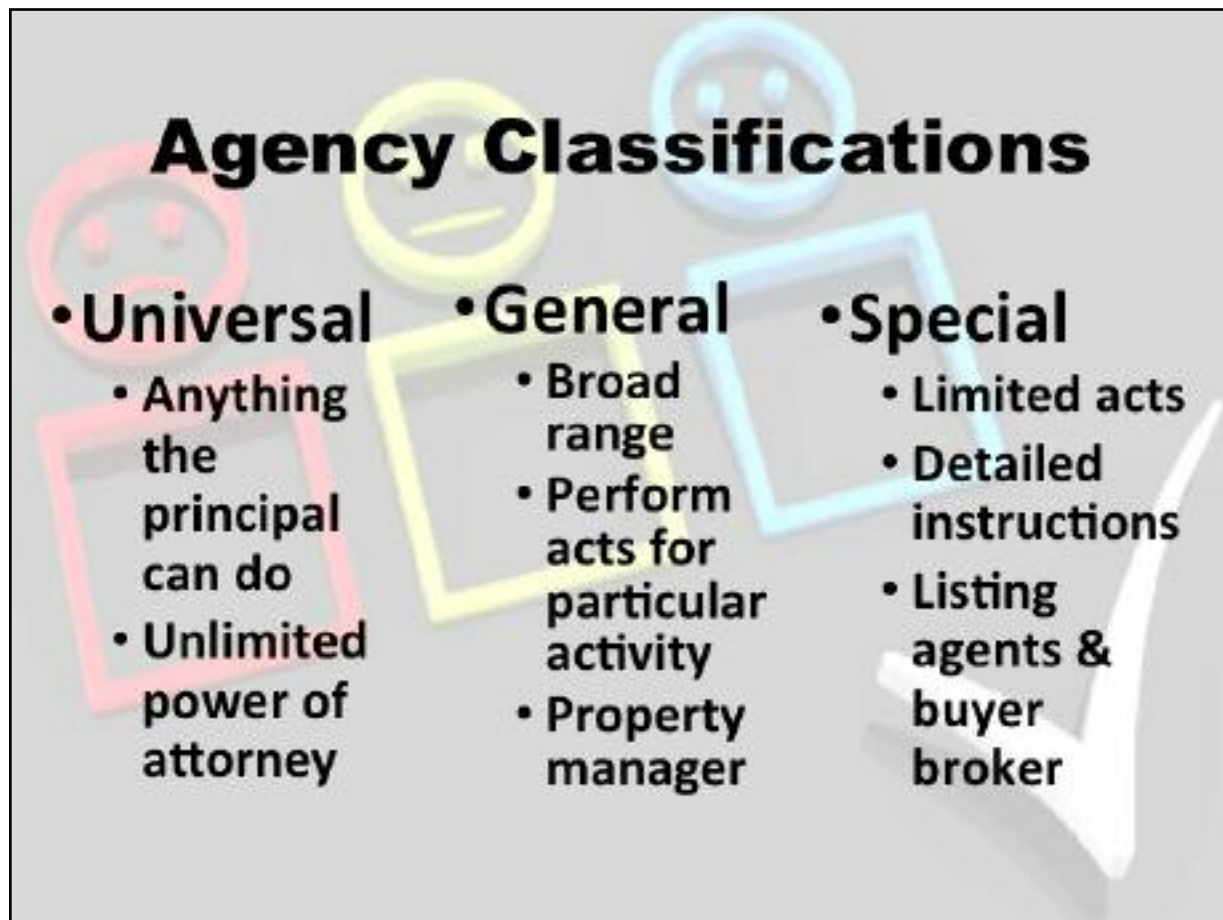 Agency Classifications
•Universal
• Anything
the
principal
can do
• Unlimited
power of
attorney
•General
• Broad
range
• Perform
acts for
particular
activity
• Property
manager
•Special
• Limited acts
• Detailed
instructions
• Listing
agents &
buyer
broker